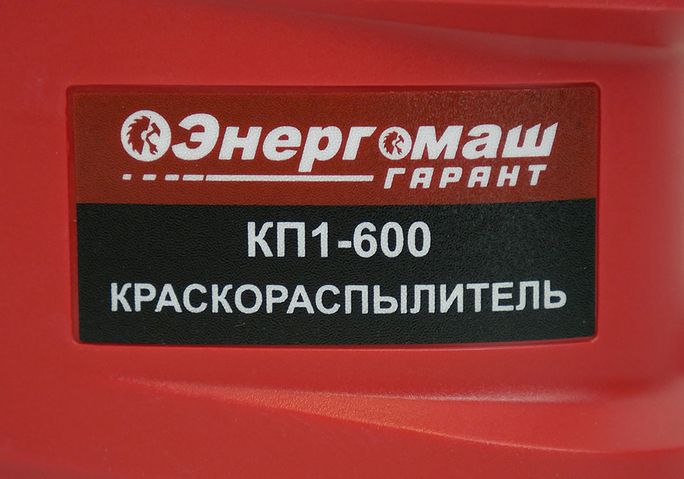 Энергомаш
ГАРАНТ
КП1-600
КРАСКОРАСПЫЛИТЕЛЬ